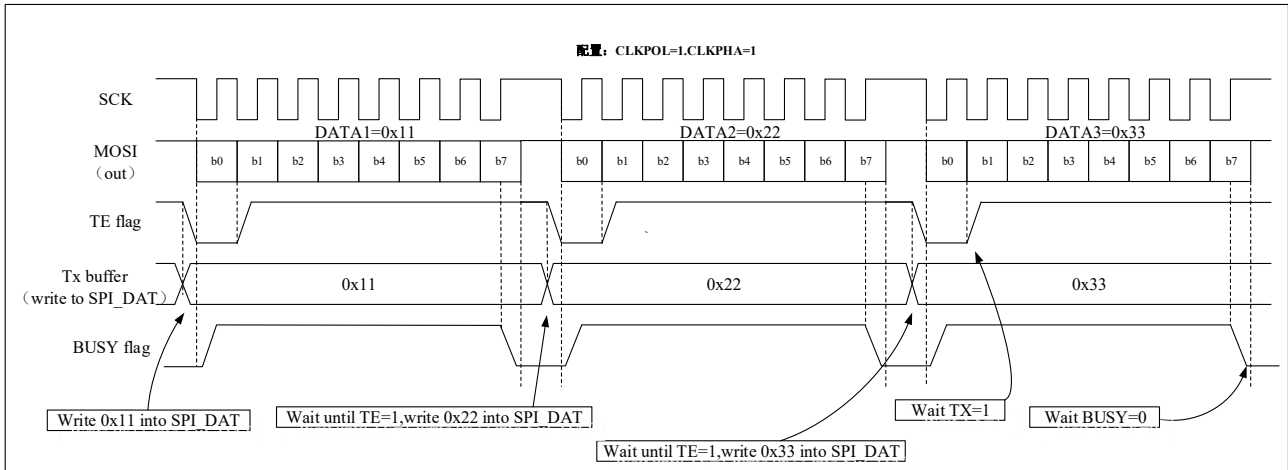 配置：CLKPOL=1.CLKPHA=1
SCK
DATA1=0x11
DATA2=0x22
DATA3=0x33
MOSI
（out）
b0 b1 b2 b3 b4 b5 b6 b7
b0 b1 b2 b3 b4 b5 b6 b7
b0 b1 b2 b3 b4 b5 b6 b7
TE flag
Tx buffer
（write to SPI_DAT）
0x11
0x22
0x33
BUSY flag
Write 0x11 into SPI_DAT
Wait until TE=1,write 0x22 into SPI_DAT
Wait until TE=1,write 0x33 into SPI_DAT
Wait TX=1
Wait BUSY=0